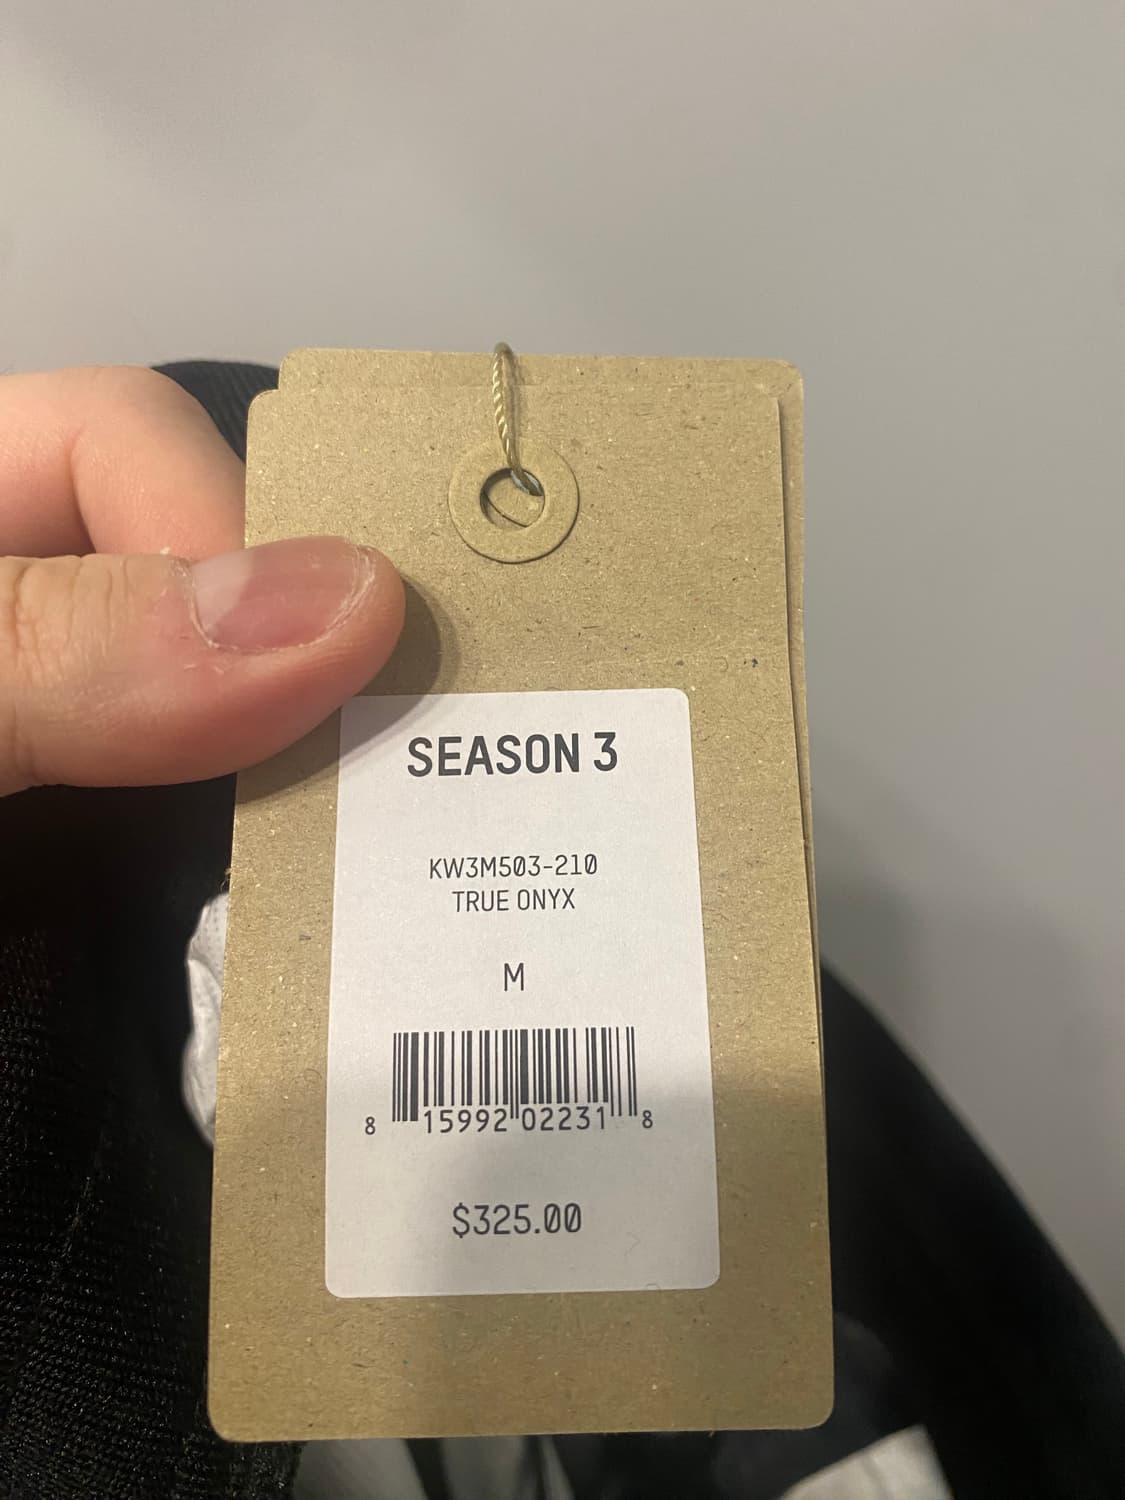 SEASON 3
KW3M503-210
TRUE ONYX
M
8 15992 02231 8
$325.00